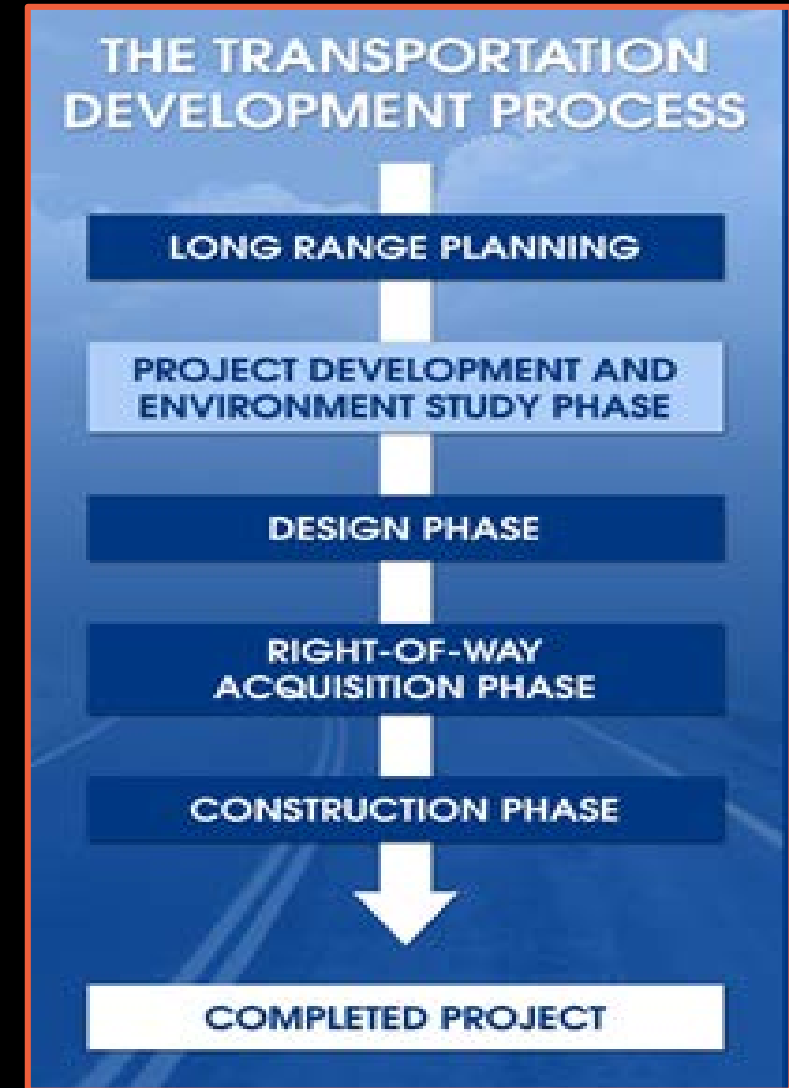 THE TRANSPORTATION
DEVELOPMENT PROCESS
LONG RANGE PLANNING
PROJECT DEVELOPMENT AND
ENVIRONMENT STUDY PHASE
DESIGN PHASE
RIGHT-OF-WAY
ACQUISITION PHASE
CONSTRUCTION PHASE
COMPLETED PROJECT